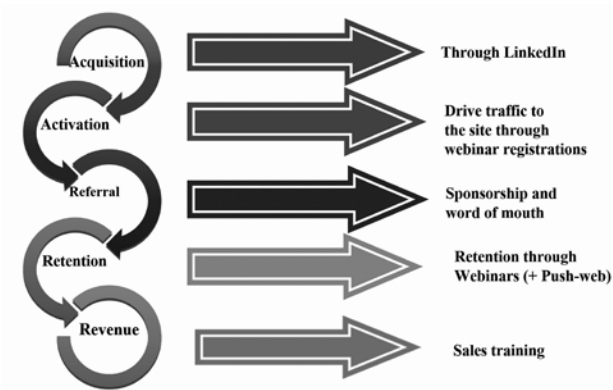 Acquisition
Through LinkedIn
Activation
Drive traffic to
the site through
webinar registrations
Referral
Sponsorship and
word of mouth
Retention
Retention through
Webinars (+ Push-web)
Revenue
Sales training